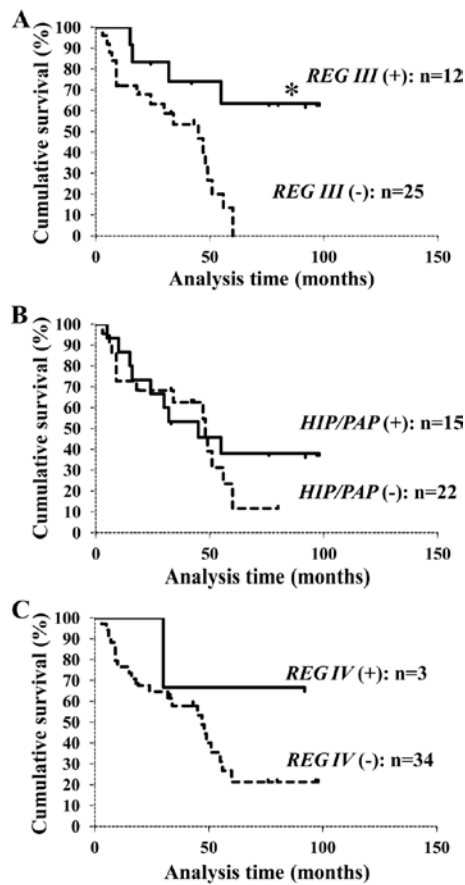 A
Cumulative survival (%)
100
90
80
70
60
50
40
30
20
10
0
REG III (+): n=12
*
REG III (-): n=25
0 50 100 150
Analysis time (months)
B
Cumulative survival (%)
100
90
80
70
60
50
40
30
20
10
0
HIP/PAP (+): n=15
HIP/PAP (-): n=22
0 50 100 150
Analysis time (months)
C
Cumulative survival (%)
100
90
80
70
60
50
40
30
20
10
0
REG IV (+): n=3
REG IV (-): n=34
0 50 100 150
Analysis time (months)